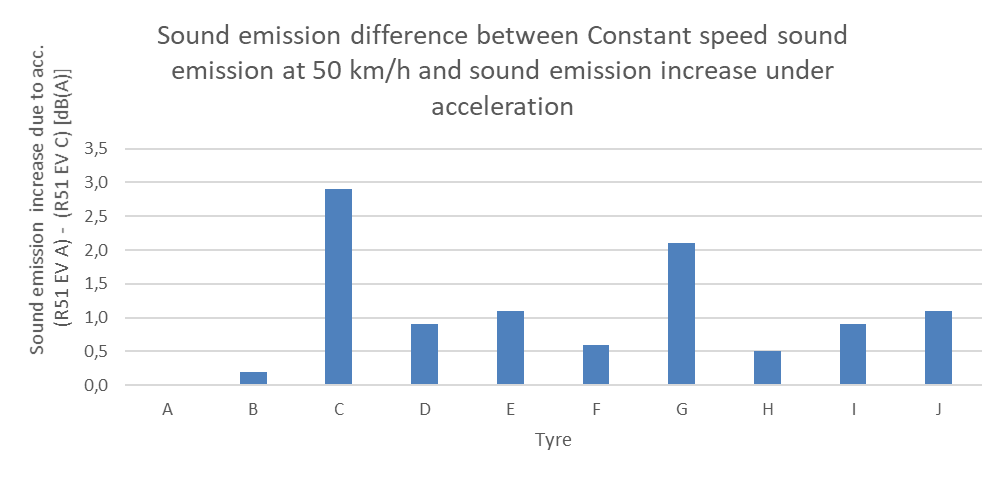 Sound emission difference between Constant speed sound
emission at 50 km/h and sound emission increase under
acceleration
Sound emission increase due to acc.
(R51 EV A) - (R51 EV C) [dB(A)]
3,5
3,0
2,5
2,0
1,5
1,0
0,5
0,0
A B C D E F G H I J
Tyre